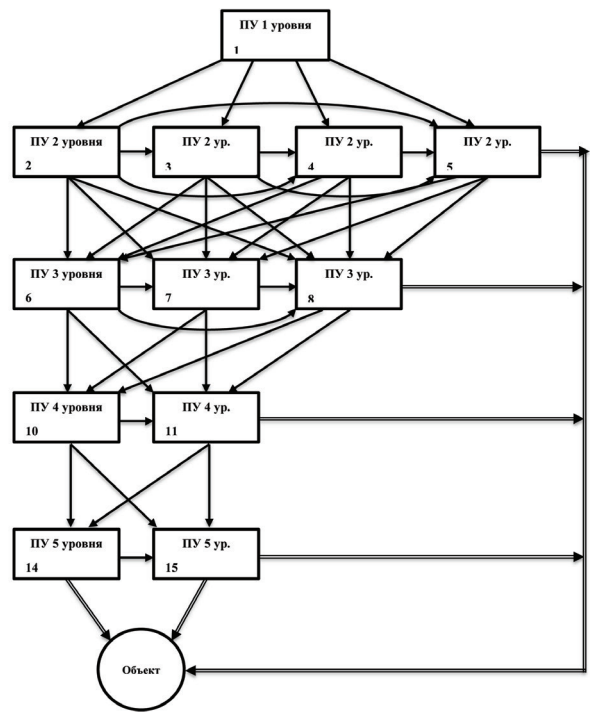 ПУ 1 уровня
1
ПУ 2 уровня
2
ПУ 2 ур.
3
ПУ 2 ур.
4
ПУ 2 ур.
5
ПУ 3 уровня
6
ПУ 3 ур.
7
ПУ 3 ур.
8
ПУ 4 уровня
10
ПУ 4 ур.
11
ПУ 5 уровня
14
ПУ 5 ур.
15
Объект